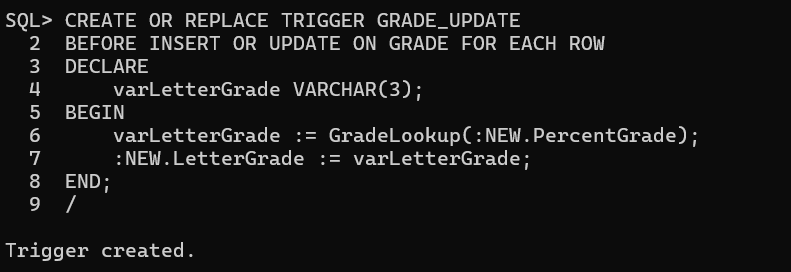 SQL> CREATE OR REPLACE TRIGGER GRADE_UPDATE
  2  BEFORE INSERT OR UPDATE ON GRADE FOR EACH ROW
  3  DECLARE
  4      varLetterGrade VARCHAR(3);
  5  BEGIN
  6      varLetterGrade := GradeLookup(:NEW.PercentGrade);
  7      :NEW.LetterGrade := varLetterGrade;
  8  END;
  9  /
Trigger created.